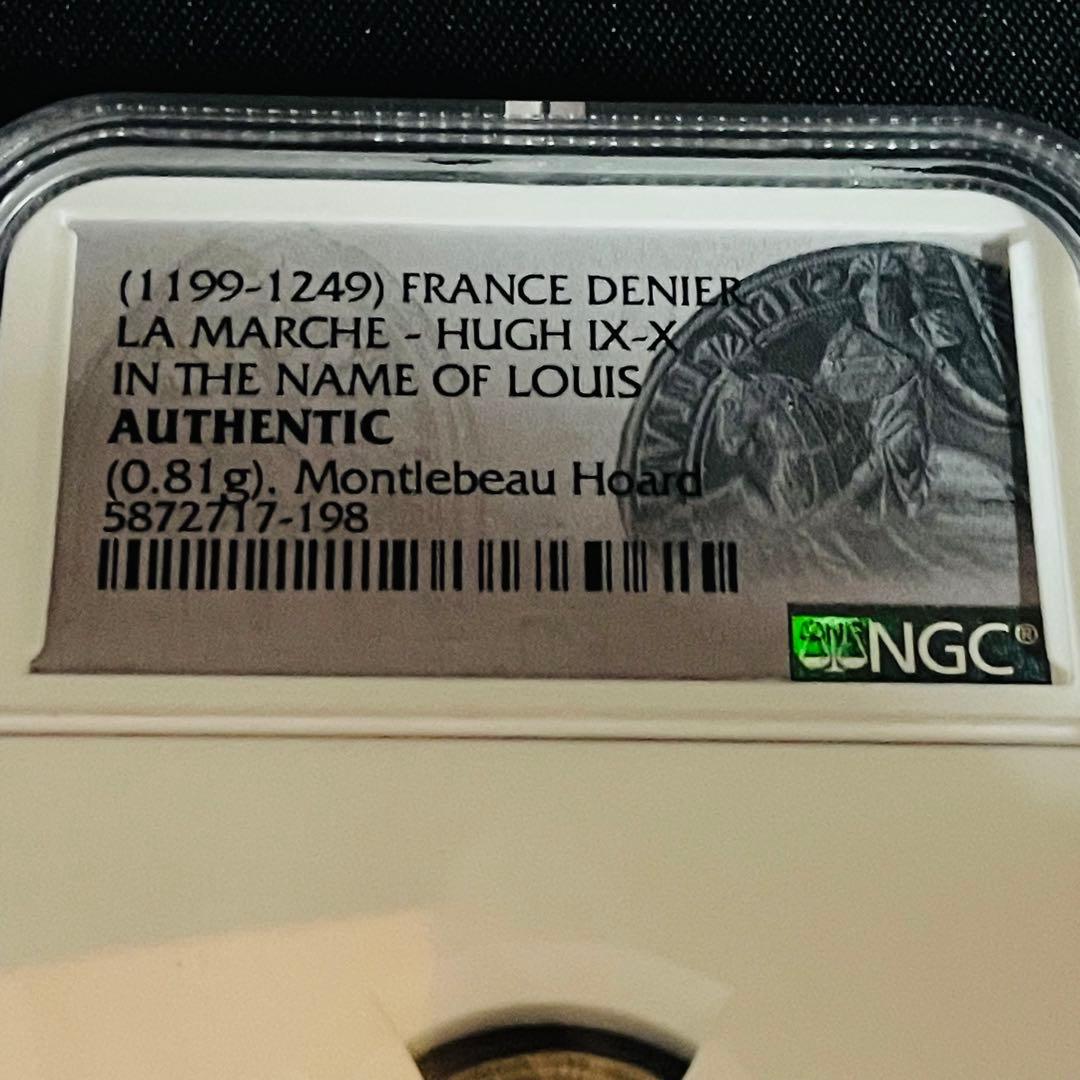 (1199-1249) FRANCE DENIER
LA MARCHE - HUGH IX-X
IN THE NAME OF LOUIS
AUTHENTIC
(0.81g). Montlebeau Hoard
5872717-198
NGC®